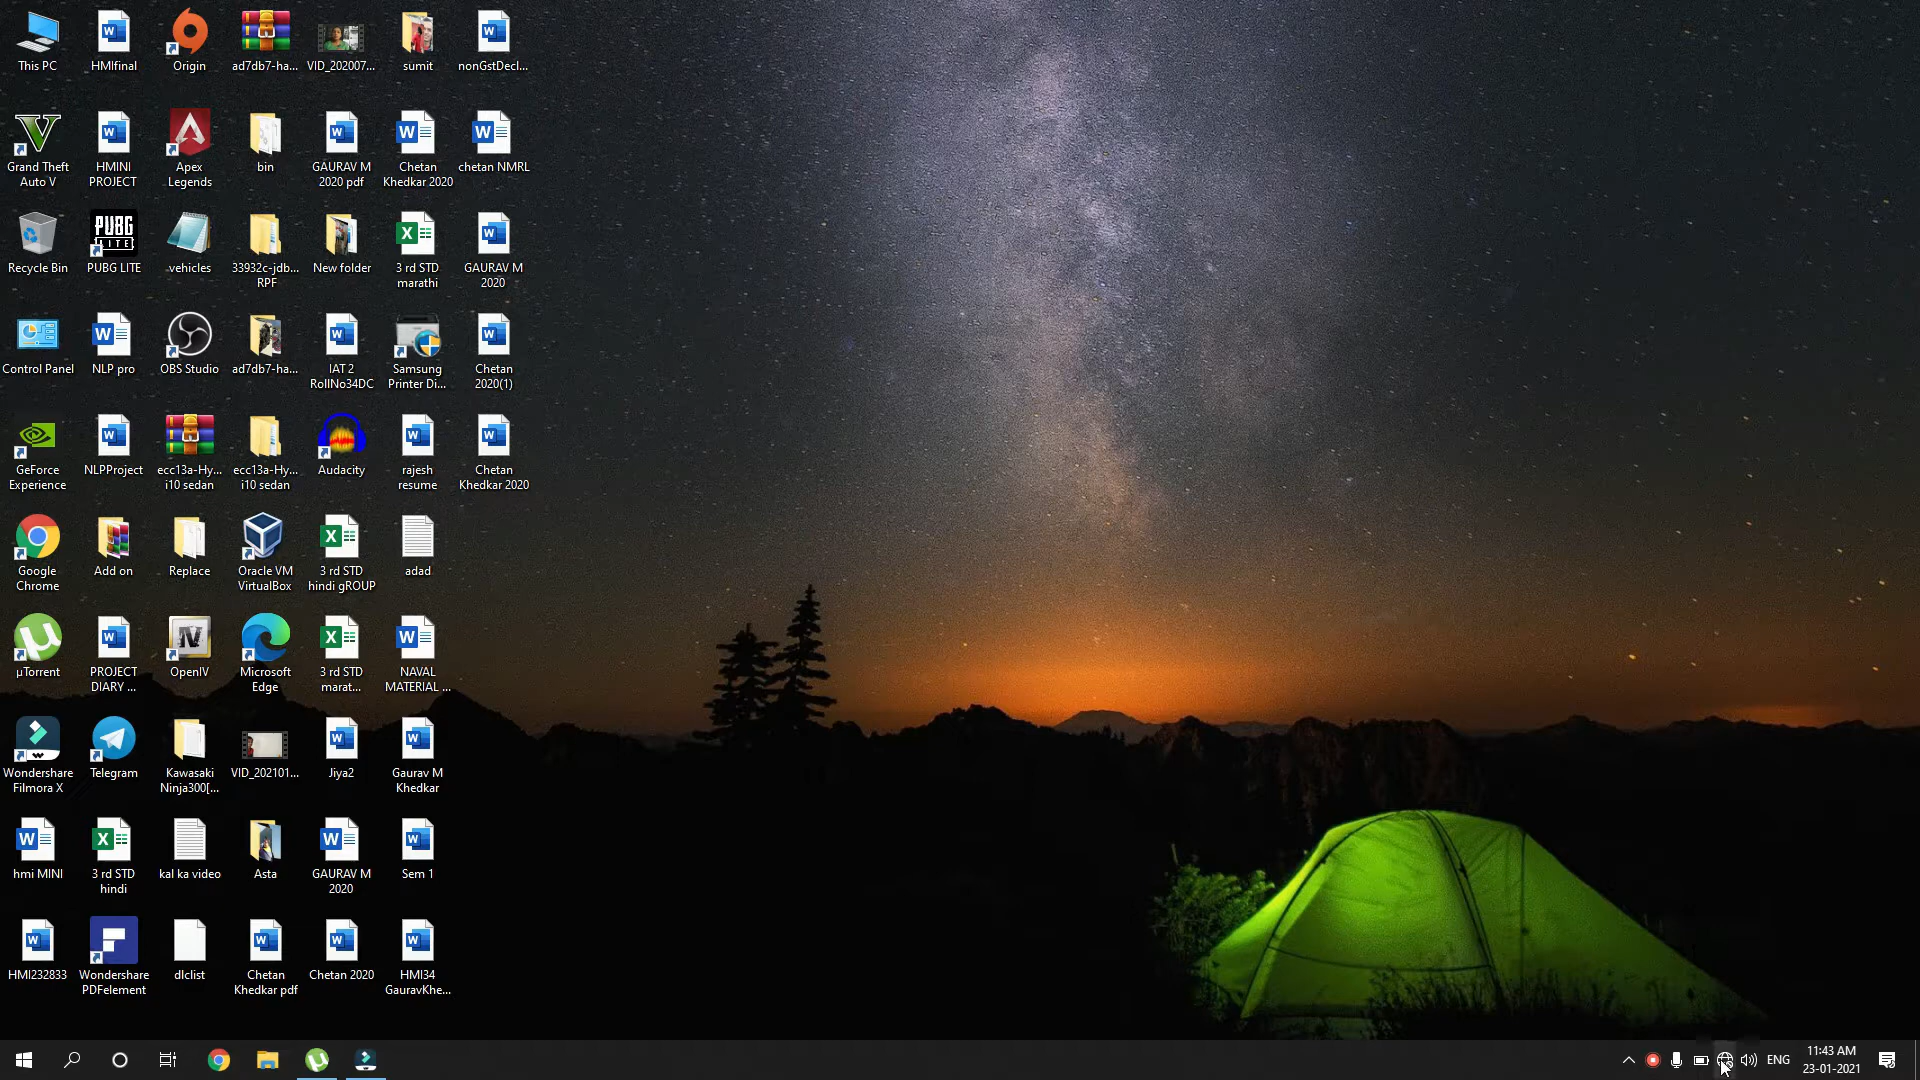 This PC
HMIfinal
Origin
ad7db7-ha...
VID_202007...
sumit
nonGstDecl...
Grand Theft
Auto V
HMINI
PROJECT
Apex
Legends
bin
GAURAV M
2020 pdf
Chetan
Khedkar 2020
chetan NMRL
Recycle Bin
PUBG
LITE
PUBG LITE
vehicles
33932c-jdb...
RPF
New folder
3 rd STD
marathi
GAURAV M
2020
Control Panel
NLP pro
OBS Studio
ad7db7-ha...
IAT 2
RollNo34DC
Samsung
Printer Di...
Chetan
2020(1)
GeForce
Experience
NLPProject
ecc13a-Hy...
i10 sedan
ecc13a-Hy...
i10 sedan
Audacity
rajesh
resume
Chetan
Khedkar 2020
Google
Chrome
Add on
Replace
Oracle VM
VirtualBox
3 rd STD
hindi gROUP
adad
µTorrent
PROJECT
DIARY ...
IV
OpenIV
Microsoft
Edge
3 rd STD
marat...
NAVAL
MATERIAL ...
Wondershare
Filmora X
Telegram
Kawasaki
Ninja300[...
VID_202101...
Jiya2
Gaurav M
Khedkar
hmi MINI
3 rd STD
hindi
kal ka video
Asta
GAURAV M
2020
Sem 1
HMI232833
Wondershare
PDFelement
dlclist
Chetan
Khedkar pdf
Chetan 2020
HMI34
GauravKhe...
ENG
11:43 AM
23-01-2021